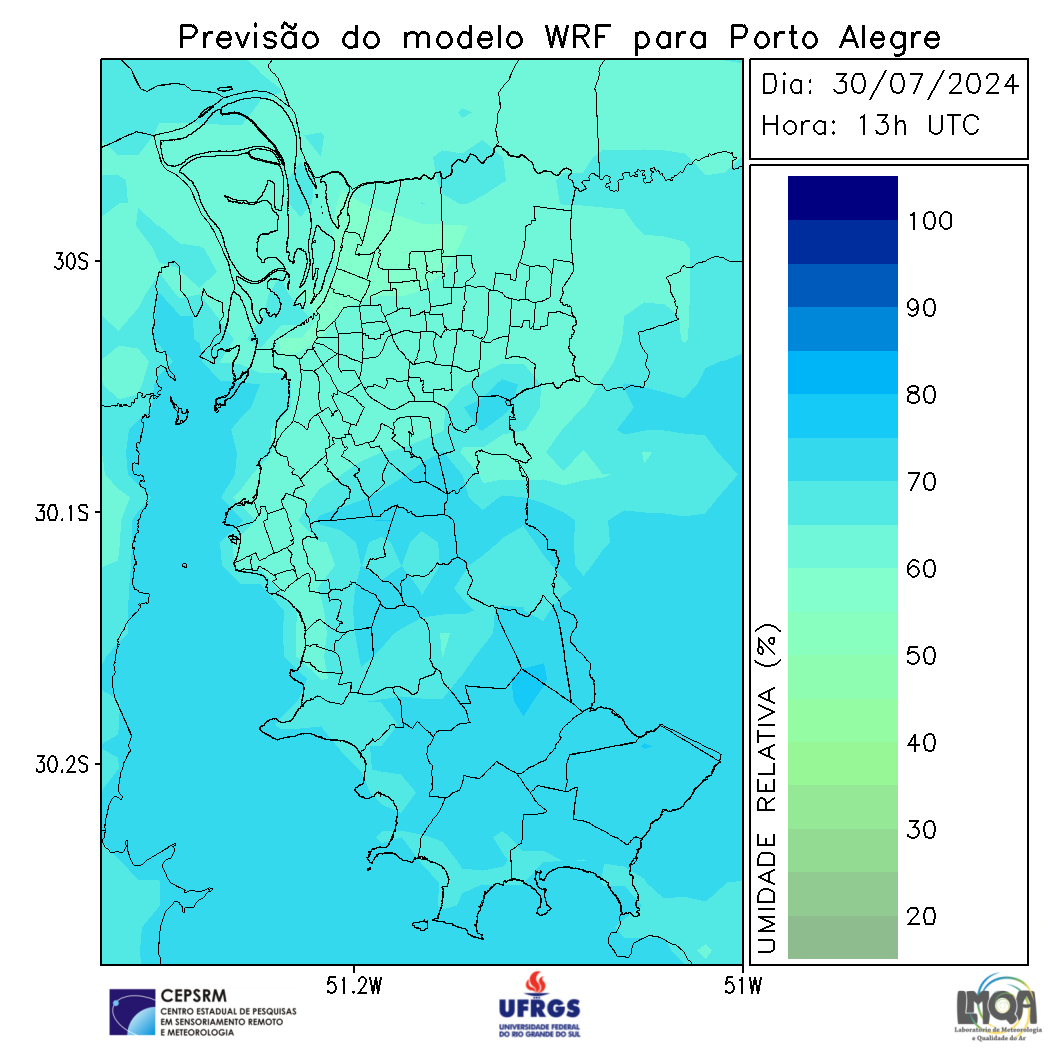 Previsão do modelo WRF para Porto Alegre
Dia: 30/07/2024
Hora: 13h UTC
30S
30.1S
30.2S
51.2W
51W
UMIDADE RELATIVA (%)
100
90
80
70
60
50
40
30
20
CEPSRM
CENTRO ESTADUAL DE PESQUISAS
EM SENSORIAMENTO REMOTO
E METEOROLOGIA
UFRGS
UNIVERSIDADE FEDERAL
DO RIO GRANDE DO SUL
LMQA
Laboratório de Meteorologia
e Qualidade do Ar